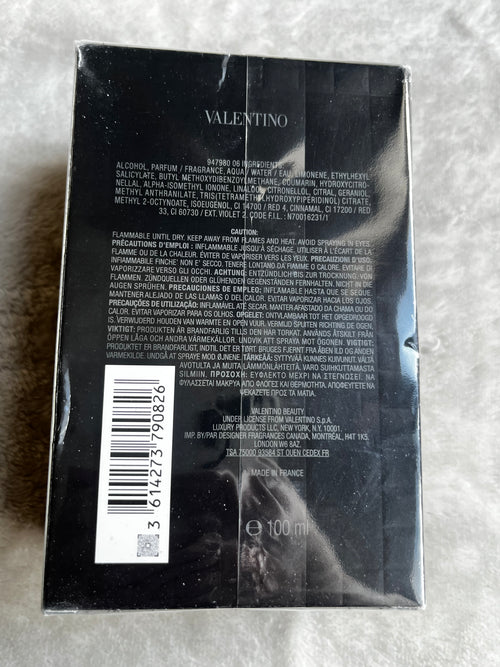 VALENTINO
947980 06 INGREDIENTS:
ALCOHOL, PARFUM / FRAGRANCE, AQUA / WATER / EAU, LIMONENE, ETHYLHEXYL
SALICYLATE, BUTYL METHOXYDIBENZOYLMETHANE, COUMARIN, HYDROXYCITRO-
NELLAL, ALPHA-ISOMETHYL IONONE, LINALOOL, CITRONELLOL, CITRAL, GERANIOL,
METHYL ANTHRANILATE, TRIS(TETRAMETHYLHYDROXYPIPERIDINOL) CITRATE,
METHYL 2-OCTYNOATE, ISOEUGENOL, CI 14700 / RED 4, CINNAMAL, CI 17200 / RED
33, CI 60730 / EXT. VIOLET 2. CODE F.I.L. N70016231/1
CAUTION:
FLAMMABLE UNTIL DRY. KEEP AWAY FROM FLAMES AND HEAT. AVOID SPRAYING IN EYES.
PRÉCAUTIONS D'EMPLOI : INFLAMMABLE JUSQU'À SÉCHAGE, UTILISER À L'ÉCART DE LA
FLAMME OU DE LA CHALEUR. ÉVITER DE VAPORISER VERS LES YEUX. PRECAUZIONI D'USO:
INFIAMMABILE FINCHE' NON E' SECCO. TENERE LONTANO DA FIAMME O CALORE. EVITARE DI
VAPORIZZARE VERSO GLI OCCHI. ACHTUNG: ENTZÜNDLICH BIS ZUR TROCKNUNG, VON
FLAMMEN, ZÜNDQUELLEN ODER GLÜHENDEN GEGENSTÄNDEN FERNHALTEN. NICHT IN DIE
AUGEN SPRÜHEN. PRECAUCIONES DE EMPLEO: INFLAMABLE HASTA QUE SE SEQUE.
MANTENER ALEJADO DE LAS LLAMAS O DEL CALOR. EVITAR VAPORIZAR HACIA LOS OJOS.
PRECAUÇÕES DE UTILIZAÇÃO: INFLAMÁVEL ATÉ SECAR. MANTER AFASTADO DA CHAMA OU DO
CALOR. EVITAR VAPORIZAR PARA OS OLHOS. OPGELET: ONTVLAMBAAR TOT HET OPGEDROOGD
IS. VERWIJDERD HOUDEN VAN WARMTE EN OPEN VUUR. VERMIJD SPUITEN RICHTING DE OGEN.
VIKTIGT: PRODUKTEN ÄR BRANDFARLIG TILLS DEN HAR TORKAT. ANVÄNDS ÅTSKILT FRÅN
ÖPPEN LÅGA OCH ANDRA VÄRMEKÄLLOR. UNDVIK ATT SPRAYA MOT ÖGONEN. VIGTIGT:
PRODUKTET ER BRANDFARLIGT, INDTIL DET ER TØRT. BRUGES FJERNT FRA ÅBEN ILD OG ANDEN
VARMEKILDE. UNDGÅ AT SPRAYE MOD ØJNENE. TÄRKEÄÄ: SYTTYVÄÄ KUNNES KUIVUNUT. VÄLTÄ
AVOTULTA JA MUITA LÄMMÖNLÄHTEITÄ. VARO SUIHKUTTAMASTA
SILMIIN. ΠΡΟΣΟΧΗ: ΕΥΦΛΕΚΤΟ ΜΕΧΡΙ ΝΑ ΣΤΕΓΝΩΣΕΙ. ΝΑ
ΦΥΛΑΣΣΕΤΑΙ ΜΑΚΡΥΑ ΑΠΟ ΦΛΟΓΕΣ ΚΑΙ ΘΕΡΜΟΤΗΤΑ. ΑΠΟΦΕΥΓΕΤΕ ΝΑ
ΨΕΚΑΖΕΤΕ ΠΡΟΣ ΤΑ ΜΑΤΙΑ.
VALENTINO BEAUTY.
UNDER LICENSE FROM VALENTINO S.p.A.
LUXURY PRODUCTS LLC, NEW YORK, N.Y. 10001.
IMP. BY/PAR DESIGNER FRAGRANCES CANADA, MONTRÉAL, H4T 1K5.
LONDON W6 8AZ.
TSA 75000 93584 ST OUEN CEDEX FR
MADE IN FRANCE
℮ 100 ml
3 614273 790826